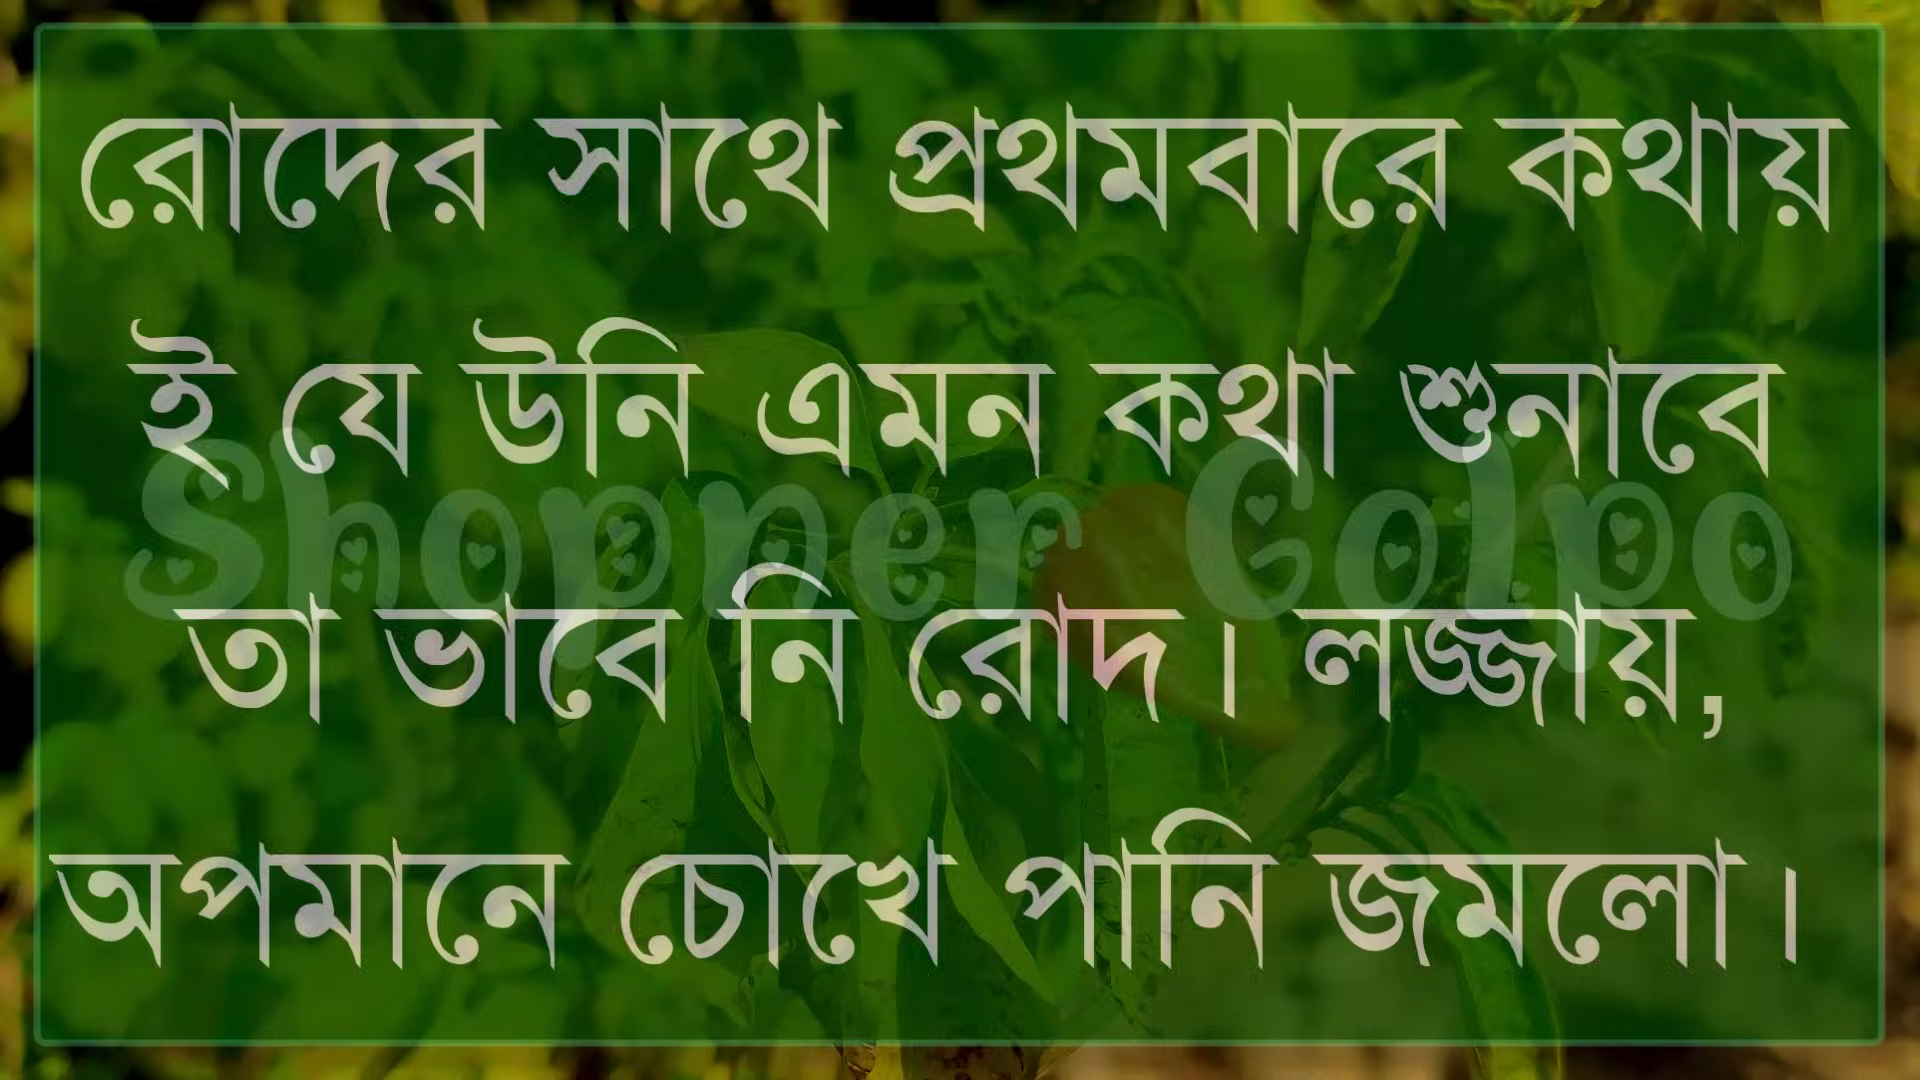 রোদের সাথে প্রথমবারে কথায়
ই যে উনি এমন কথা শুনাবে
Shopner Golpo
তা ভাবে নি রোদ। লজ্জায়,
অপমানে চোখে পানি জমলো।